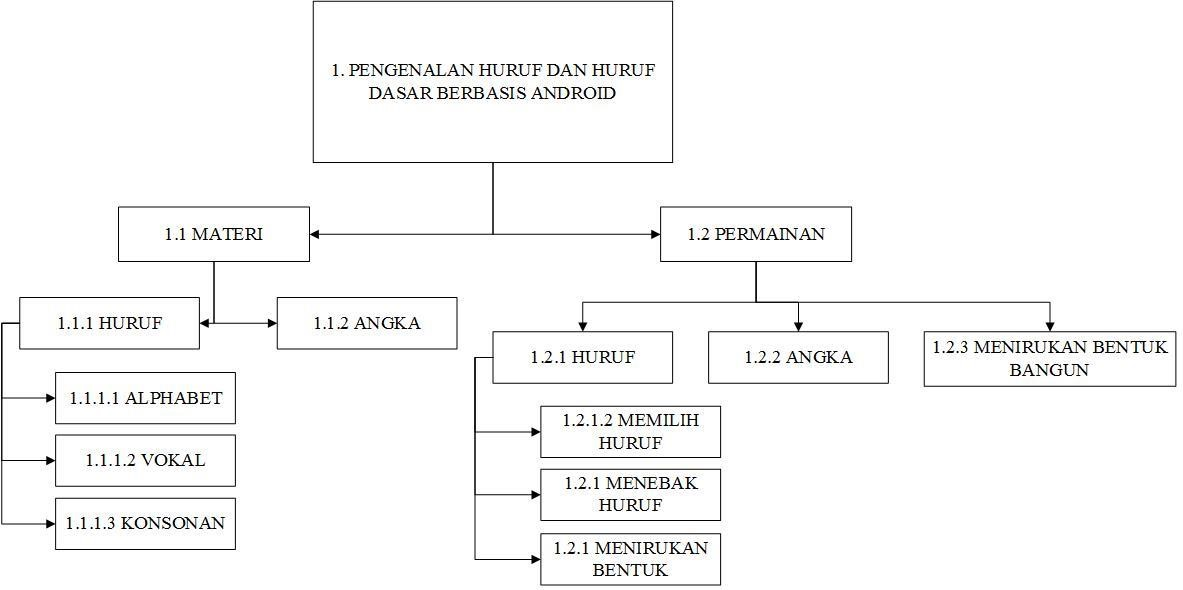 1. PENGENALAN HURUF DAN HURUF
DASAR BERBASIS ANDROID
1.1 MATERI
1.2 PERMAINAN
1.1.1 HURUF
1.1.2 ANGKA
1.2.1 HURUF
1.2.2 ANGKA
1.2.3 MENIRUKAN BENTUK
BANGUN
1.1.1.1 ALPHABET
1.1.1.2 VOKAL
1.1.1.3 KONSONAN
1.2.1.2 MEMILIH
HURUF
1.2.1 MENEBAK
HURUF
1.2.1 MENIRUKAN
BENTUK